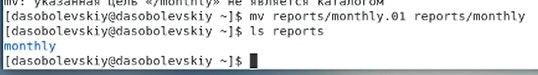 mv: указанная цель «/monthly» не является каталогом
[dasobolevskiy@dasobolevskiy ~]$ mv reports/monthly.01 reports/monthly
[dasobolevskiy@dasobolevskiy ~]$ ls reports
monthly
[dasobolevskiy@dasobolevskiy ~]$